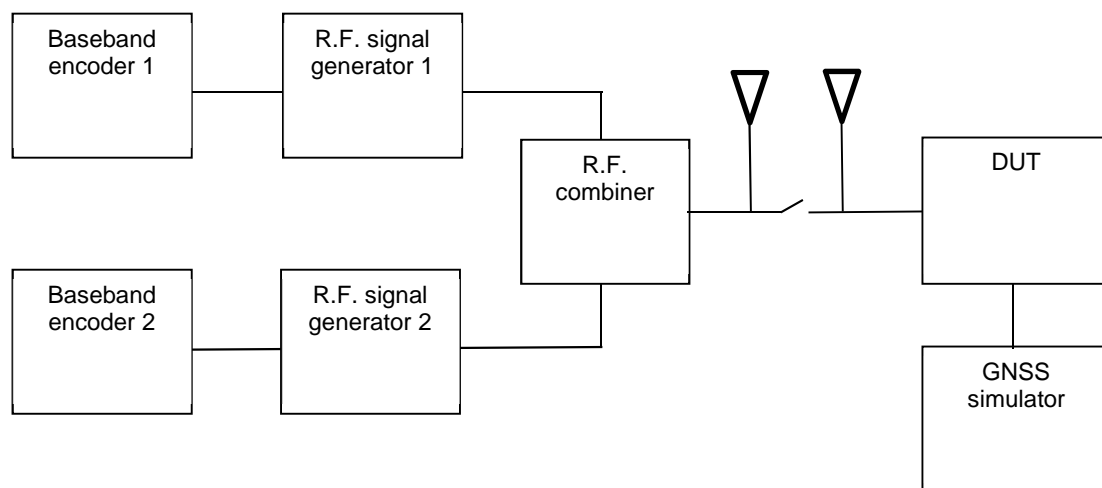 Baseband
encoder 1
R.F. signal
generator 1
R.F.
combiner
DUT
Baseband
encoder 2
R.F. signal
generator 2
GNSS
simulator